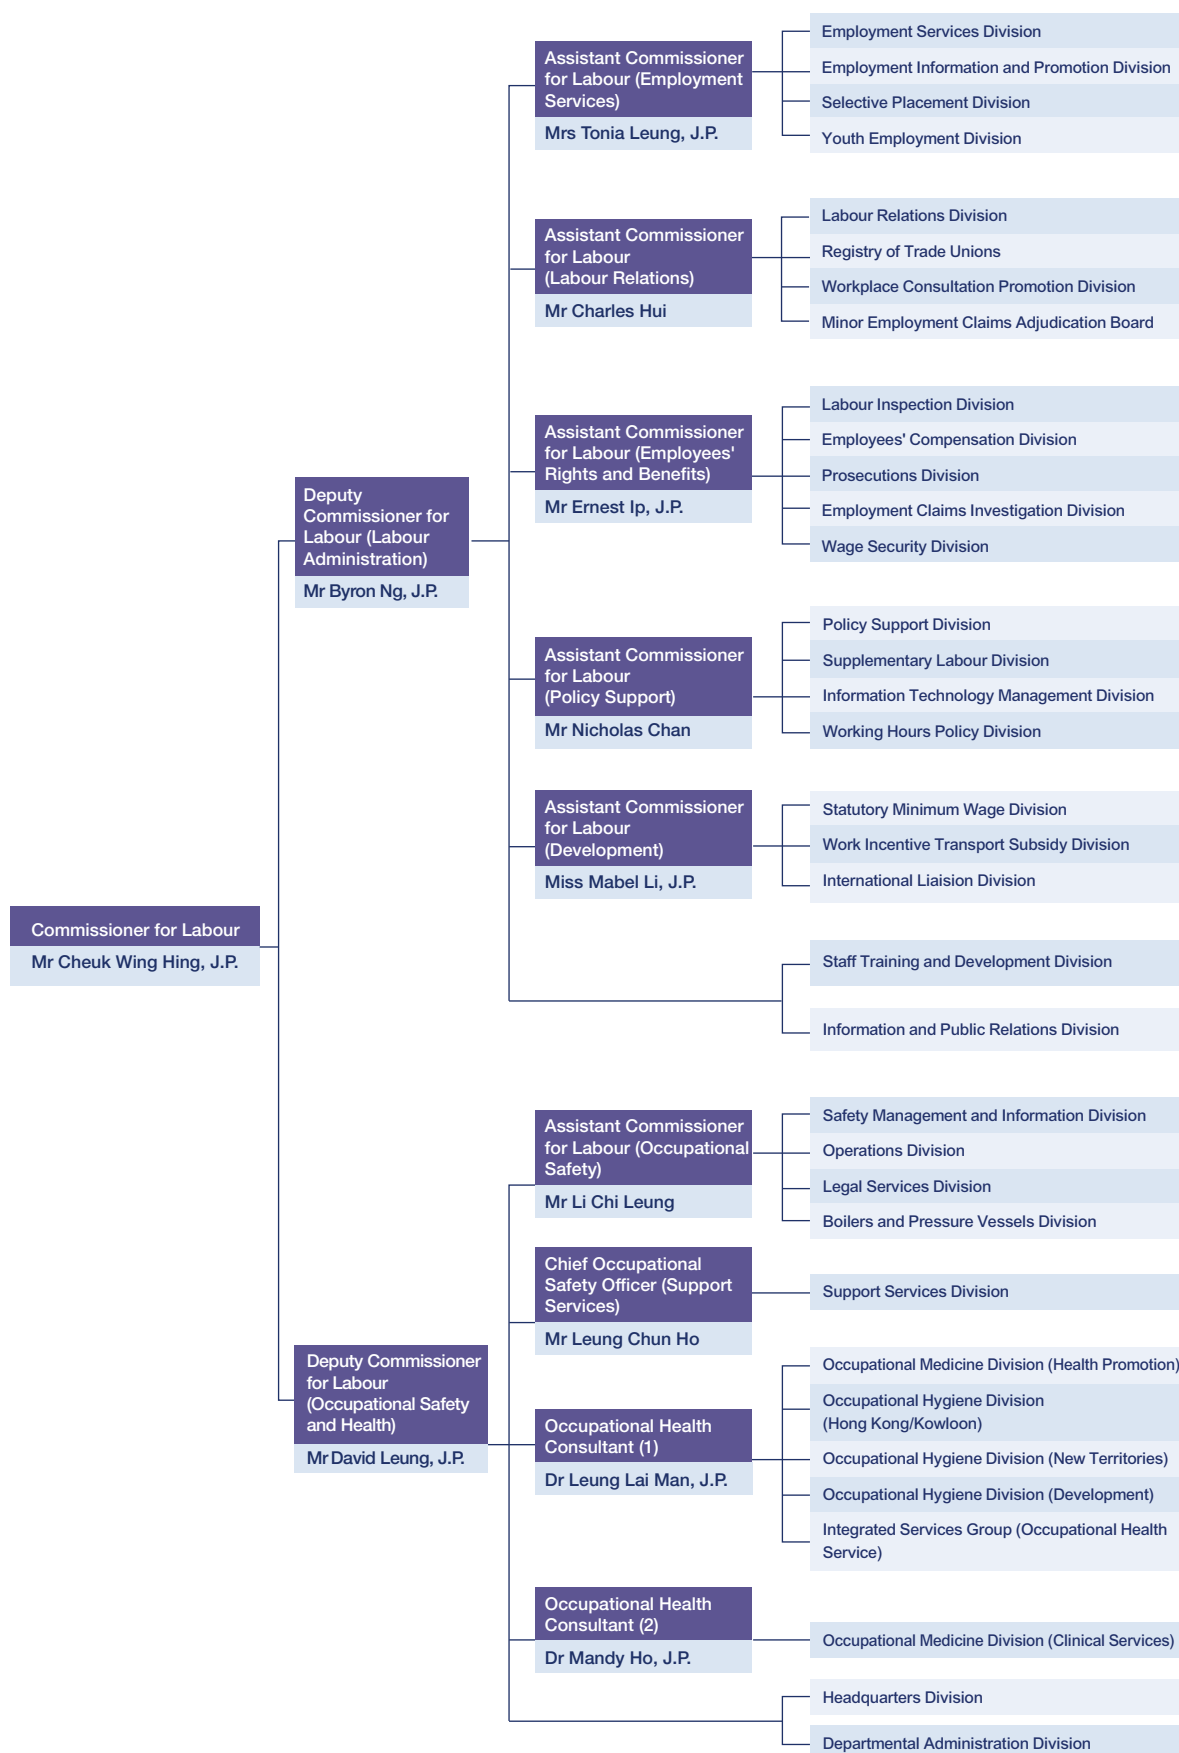 Commissioner for Labour
Mr Cheuk Wing Hing, J.P.
Deputy
Commissioner for
Labour (Labour
Administration)
Mr Byron Ng, J.P.
Assistant Commissioner
for Labour (Employment
Services)
Mrs Tonia Leung, J.P.
Employment Services Division
Employment Information and Promotion Division
Selective Placement Division
Youth Employment Division
Assistant Commissioner
for Labour
(Labour Relations)
Mr Charles Hui
Labour Relations Division
Registry of Trade Unions
Workplace Consultation Promotion Division
Minor Employment Claims Adjudication Board
Assistant Commissioner
for Labour (Employees'
Rights and Benefits)
Mr Ernest Ip, J.P.
Labour Inspection Division
Employees' Compensation Division
Prosecutions Division
Employment Claims Investigation Division
Wage Security Division
Assistant Commissioner
for Labour
(Policy Support)
Mr Nicholas Chan
Policy Support Division
Supplementary Labour Division
Information Technology Management Division
Working Hours Policy Division
Assistant Commissioner
for Labour
(Development)
Miss Mabel Li, J.P.
Statutory Minimum Wage Division
Work Incentive Transport Subsidy Division
International Liaision Division
Staff Training and Development Division
Information and Public Relations Division
Deputy Commissioner
for Labour
(Occupational Safety
and Health)
Mr David Leung, J.P.
Assistant Commissioner
for Labour (Occupational
Safety)
Mr Li Chi Leung
Safety Management and Information Division
Operations Division
Legal Services Division
Boilers and Pressure Vessels Division
Chief Occupational
Safety Officer (Support
Services)
Mr Leung Chun Ho
Support Services Division
Occupational Health
Consultant (1)
Dr Leung Lai Man, J.P.
Occupational Medicine Division (Health Promotion)
Occupational Hygiene Division
(Hong Kong/Kowloon)
Occupational Hygiene Division (New Territories)
Occupational Hygiene Division (Development)
Integrated Services Group (Occupational Health
Service)
Occupational Health
Consultant (2)
Dr Mandy Ho, J.P.
Occupational Medicine Division (Clinical Services)
Headquarters Division
Departmental Administration Division